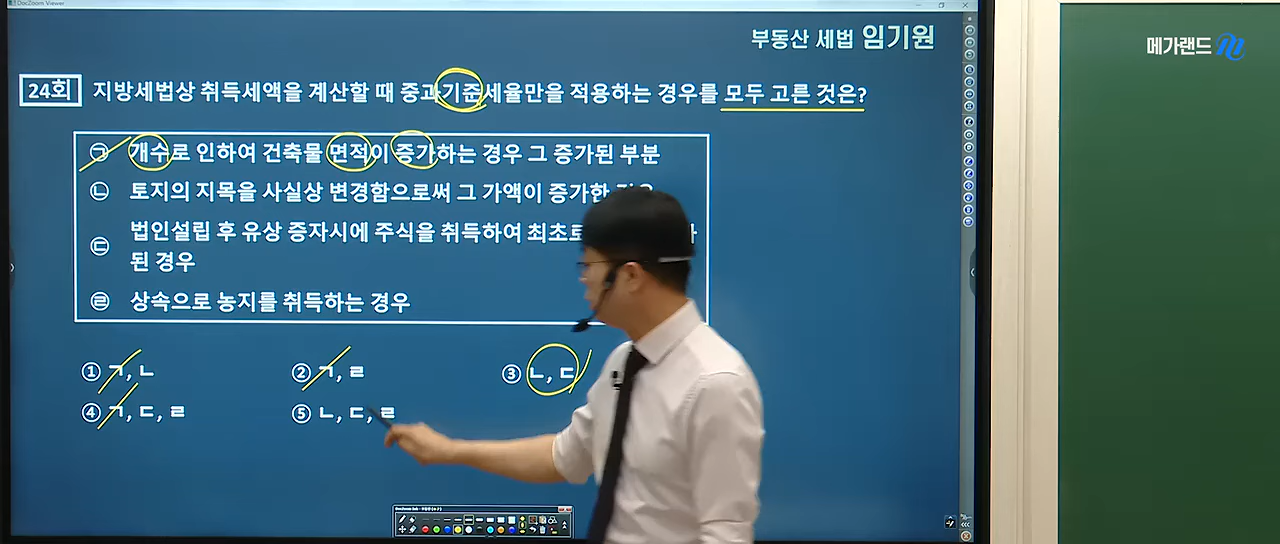 DocZoom Viewer
부동산 세법 임기원
메가랜드
24회 지방세법상 취득세액을 계산할 때 중과기준세율만을 적용하는 경우를 모두 고른 것은?
㉠ 개수로 인하여 건축물 면적이 증가하는 경우 그 증가된 부분
㉡ 토지의 지목을 사실상 변경함으로써 그 가액이 증가한
㉢ 법인설립 후 유상 증자시에 주식을 취득하여 최초로
된 경우
㉣ 상속으로 농지를 취득하는 경우
① ㄱ, ㄴ ② ㄱ, ㄹ ③ ㄴ, ㄷ
④ ㄱ, ㄷ, ㄹ ⑤ ㄴ, ㄷ, ㄹ